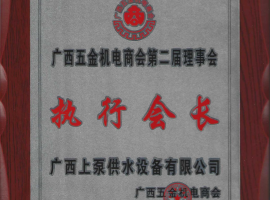 广西五金机电商会第二届理事会
执行会长
广西上泵供水设备有限公司
广西五金机电商会